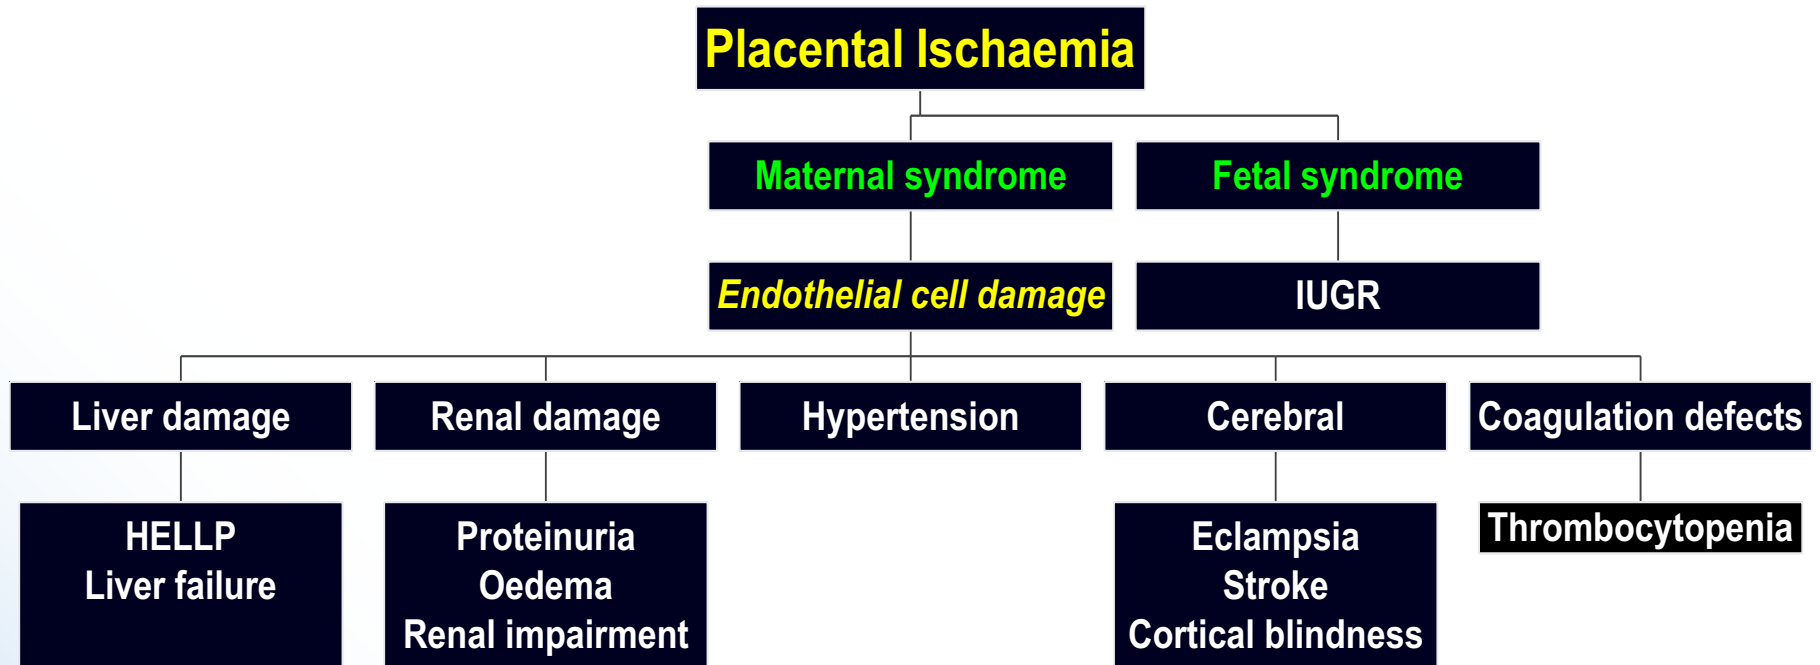 Placental Ischaemia
Maternal syndrome
Fetal syndrome
Endothelial cell damage
IUGR
Liver damage
Renal damage
Hypertension
Cerebral
Coagulation defects
HELLP
Liver failure
Proteinuria
Oedema
Renal impairment
Eclampsia
Stroke
Cortical blindness
Thrombocytopenia